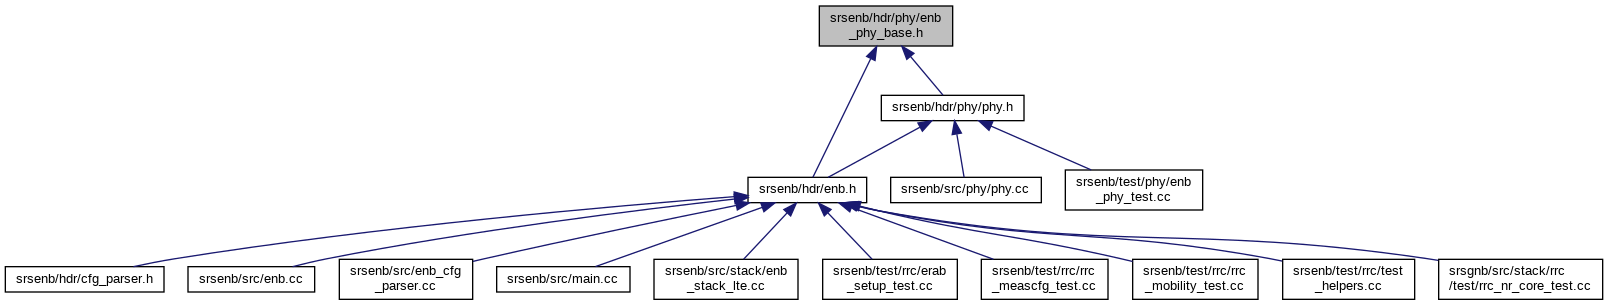 srsenb/hdr/phy/enb
_phy_base.h
srsenb/hdr/phy/phy.h
srsenb/hdr/enb.h
srsenb/src/phy/phy.cc
srsenb/test/phy/enb
_phy_test.cc
srsenb/hdr/cfg_parser.h
srsenb/src/enb.cc
srsenb/src/enb_cfg
_parser.cc
srsenb/src/main.cc
srsenb/src/stack/enb
_stack_lte.cc
srsenb/test/rrc/erab
_setup_test.cc
srsenb/test/rrc/rrc
_meascfg_test.cc
srsenb/test/rrc/rrc
_mobility_test.cc
srsenb/test/rrc/test
_helpers.cc
srsgnb/src/stack/rrc
/test/rrc_nr_core_test.cc